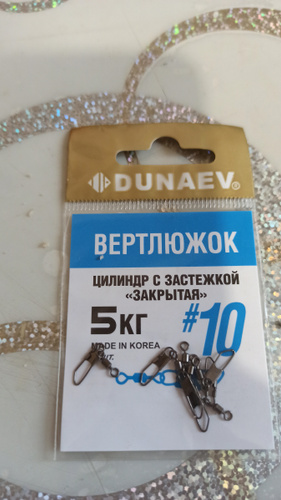 DUNAEV®
ВЕРТЛЮЖОК
ЦИЛИНДР С ЗАСТЕЖКОЙ
«ЗАКРЫТАЯ»
5КГ
#10
MADE IN KOREA